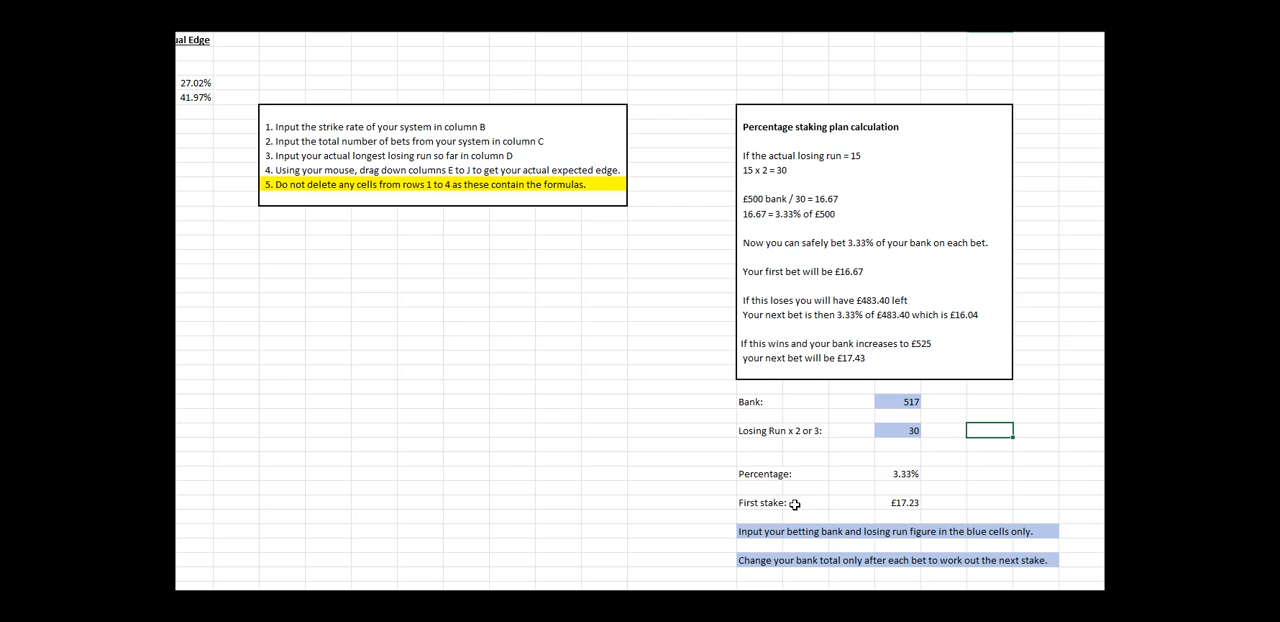 ual Edge
27.02%
41.97%
1. Input the strike rate of your system in column B
2. Input the total number of bets from your system in column C
3. Input your actual longest losing run so far in column D
4. Using your mouse, drag down columns E to J to get your actual expected edge.
5. Do not delete any cells from rows 1 to 4 as these contain the formulas.
Percentage staking plan calculation
If the actual losing run = 15
15 x 2 = 30
£500 bank / 30 = 16.67
16.67 = 3.33% of £500
Now you can safely bet 3.33% of your bank on each bet.
Your first bet will be £16.67
If this loses you will have £483.40 left
Your next bet is then 3.33% of £483.40 which is £16.04
If this wins and your bank increases to £525
your next bet will be £17.43
Bank: 517
Losing Run x 2 or 3: 30
Percentage: 3.33%
First stake: £17.23
Input your betting bank and losing run figure in the blue cells only.
Change your bank total only after each bet to work out the next stake.